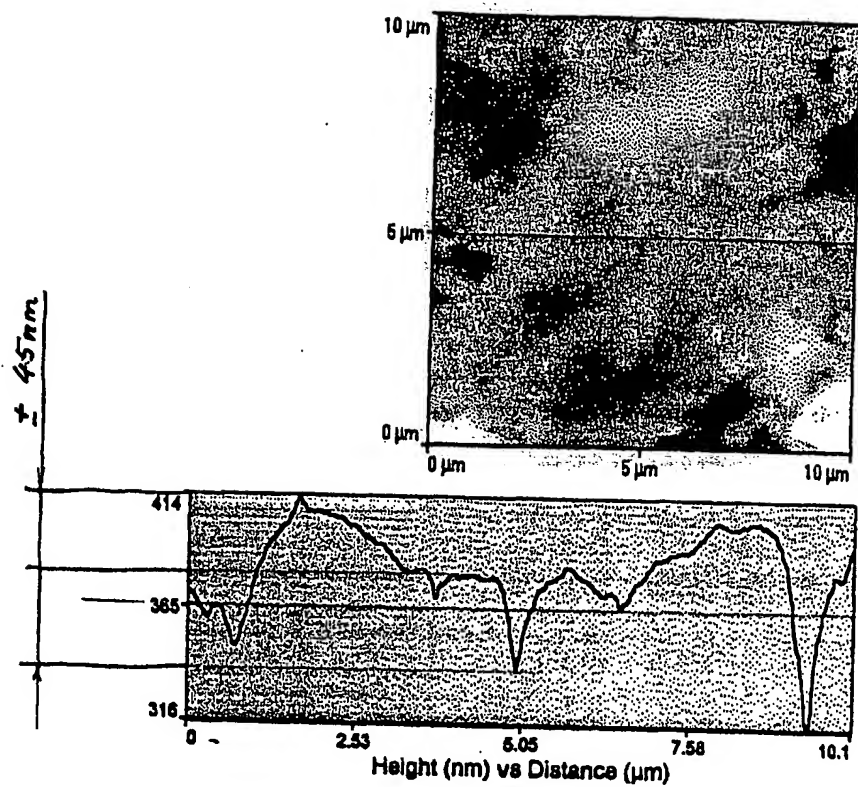 10 µm
5 µm
0 µm
0 µm 5 µm 10 µm
± 45nm
414
365
316
0 2.53 5.05 7.58 10.1
Height (nm) vs Distance (µm)